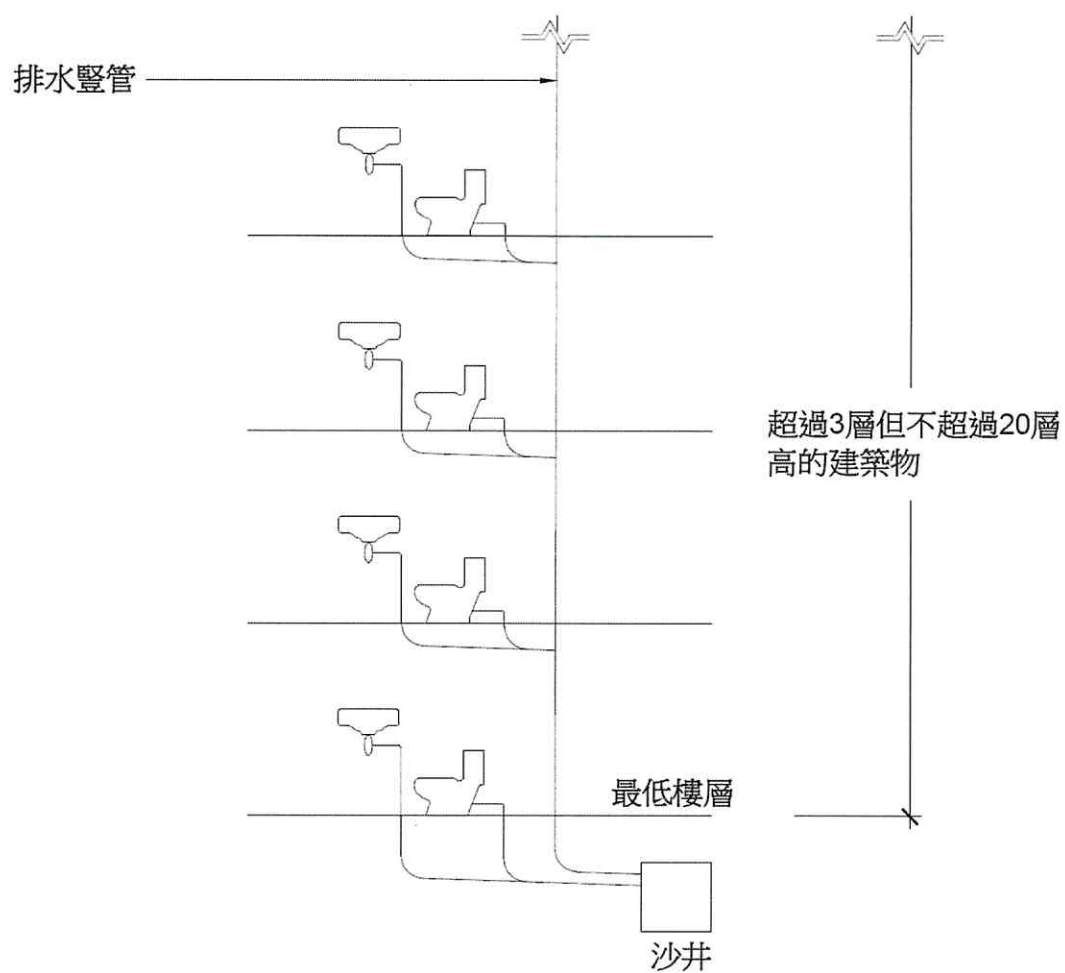 排水豎管
超過3層但不超過20層
高的建築物
最低樓層
沙井